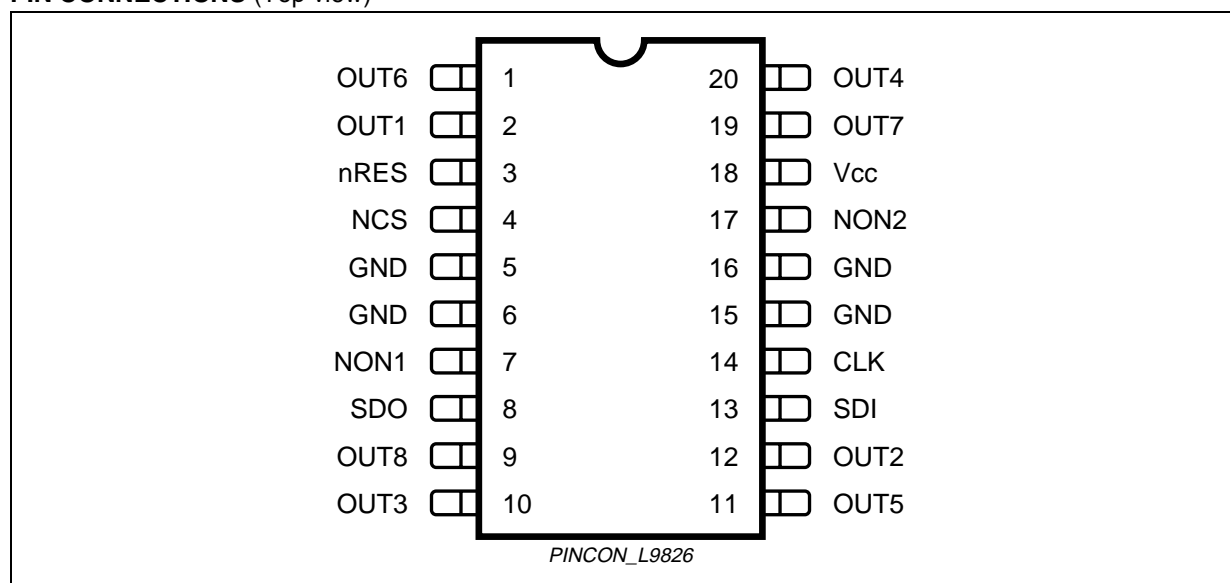 PIN CONNECTIONS (Top view)
OUT6 1 20 OUT4
OUT1 2 19 OUT7
nRES 3 18 Vcc
NCS 4 17 NON2
GND 5 16 GND
GND 6 15 GND
NON1 7 14 CLK
SDO 8 13 SDI
OUT8 9 12 OUT2
OUT3 10 11 OUT5
PINCON_L9826